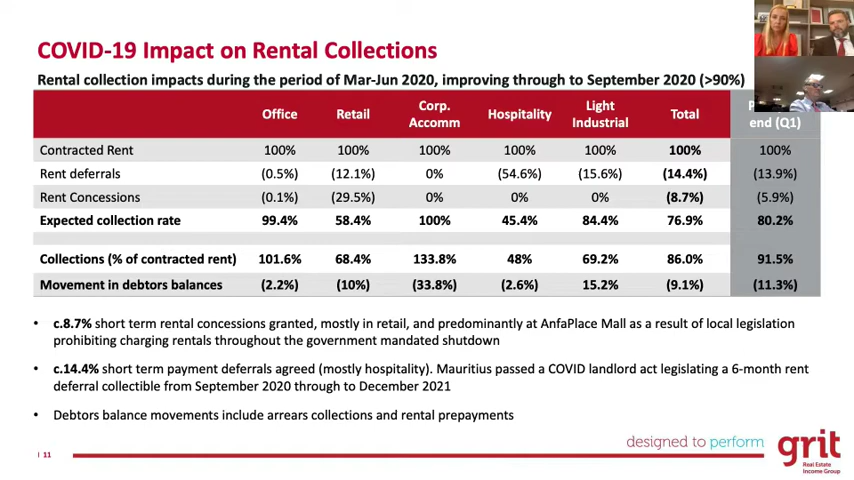 COVID-19 Impact on Rental Collections
Rental collection impacts during the period of Mar-Jun 2020, improving through to September 2020 (>90%)
Office Retail Corp. Accomm Hospitality Light Industrial Total end (Q1)
Contracted Rent 100% 100% 100% 100% 100% 100% 100%
Rent deferrals (0.5%) (12.1%) 0% (54.6%) (15.6%) (14.4%) (13.9%)
Rent Concessions (0.1%) (29.5%) 0% 0% 0% (8.7%) (5.9%)
Expected collection rate 99.4% 58.4% 100% 45.4% 84.4% 76.9% 80.2%
Collections (% of contracted rent) 101.6% 68.4% 133.8% 48% 69.2% 86.0% 91.5%
Movement in debtors balances (2.2%) (10%) (33.8%) (2.6%) 15.2% (9.1%) (11.3%)
• c.8.7% short term rental concessions granted, mostly in retail, and predominantly at AnfaPlace Mall as a result of local legislation
prohibiting charging rentals throughout the government mandated shutdown
• c.14.4% short term payment deferrals agreed (mostly hospitality). Mauritius passed a COVID landlord act legislating a 6-month rent
deferral collectible from September 2020 through to December 2021
• Debtors balance movements include arrears collections and rental prepayments
designed to perform
grit
Real Estate
Income Group
| 11